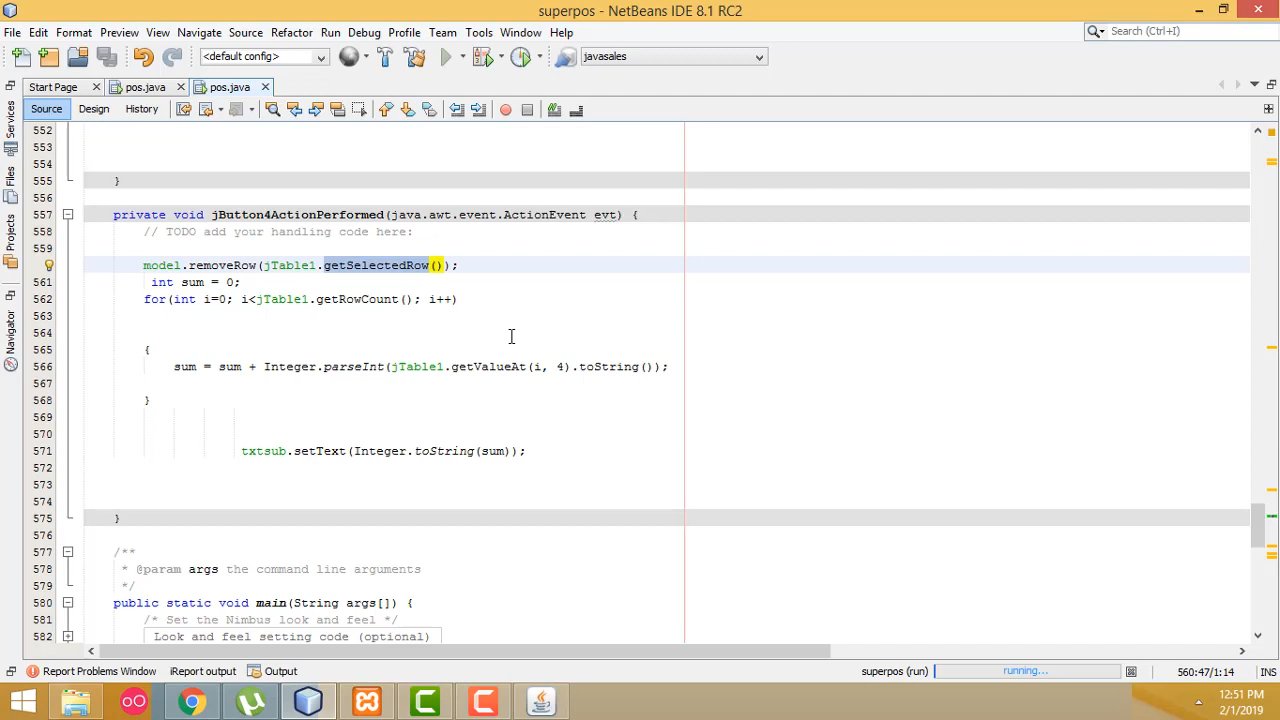 superpos - NetBeans IDE 8.1 RC2
File Edit Format Preview View Navigate Source Refactor Run Debug Profile Team Tools Window Help
Search (Ctrl+I)
<default config>
javasales
Start Page pos.java pos.java
Source Design History
Services
Files
Projects
Navigator
552
553
554
555 }
556
557 private void jButton4ActionPerformed(java.awt.event.ActionEvent evt) {
558 // TODO add your handling code here:
559
model.removeRow(jTable1.getSelectedRow());
561 int sum = 0;
562 for(int i=0; i<jTable1.getRowCount(); i++)
563
564
565 {
566 sum = sum + Integer.parseInt(jTable1.getValueAt(i, 4).toString());
567
568 }
569
570
571 txtsub.setText(Integer.toString(sum));
572
573
574
575 }
576
577 /**
578 * @param args the command line arguments
579 */
580 public static void main(String args[]) {
581 /* Set the Nimbus look and feel */
582 Look and feel setting code (optional)
Report Problems Window iReport output Output
superpos (run) running... 560:47/1:14 INS
12:51 PM
2/1/2019